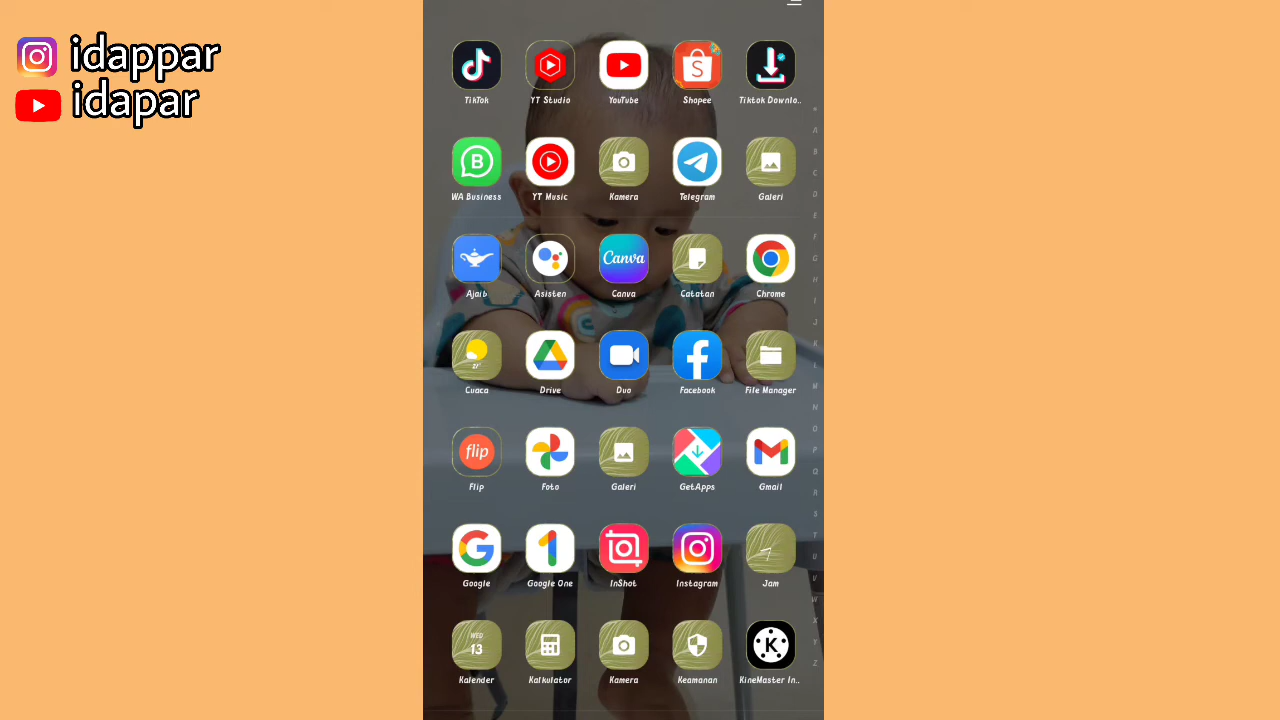 idappar
idapar
TikTok
YT Studio
YouTube
Shopee
Tiktok Downlo..
WA Business
YT Music
Kamera
Telegram
Galeri
Canva
Ajaib
Asisten
Canva
Catatan
Chrome
27°
Cuaca
Drive
Duo
Facebook
File Manager
flip
Flip
Foto
Galeri
GetApps
Gmail
Google
Google One
InShot
Instagram
Jam
WED
13
K
Kalender
Kalkulator
Kamera
Keamanan
KineMaster In..
A
B
C
D
E
F
G
H
I
J
K
L
M
N
O
P
Q
R
S
T
U
V
W
X
Y
Z